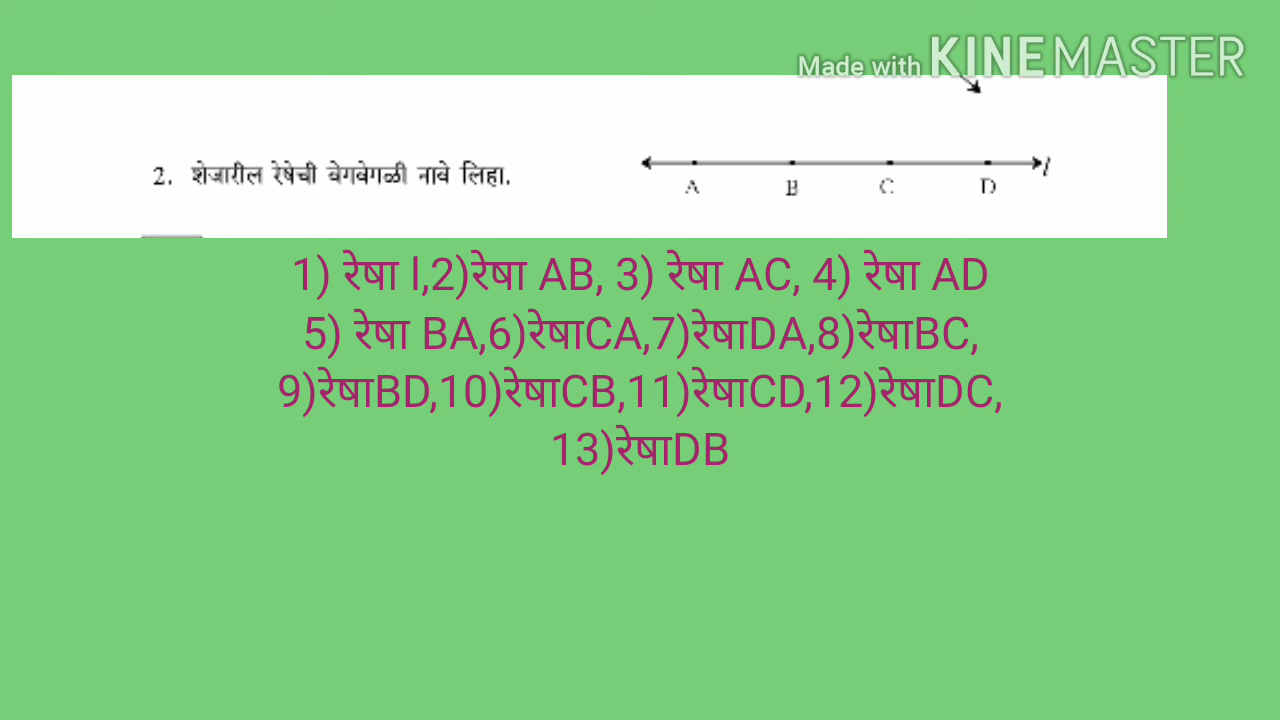 Made with KINEMASTER
2. शेजारील रेषेची वेगवेगळी नावे लिहा.
l
A B C D
1) रेषा l,2)रेषा AB, 3) रेषा AC, 4) रेषा AD
5) रेषा BA,6)रेषाCA,7)रेषाDA,8)रेषाBC,
9)रेषाBD,10)रेषाCB,11)रेषाCD,12)रेषाDC,
13)रेषाDB